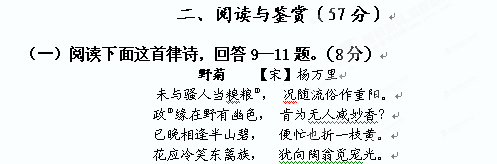 二、阅读与鉴赏（57分）
（一）阅读下面这首律诗，回答9—11题。（8分）
野菊 【宋】杨万里
未与骚人当糗粮①，况随流俗作重阳。
政②缘在野有幽色，肯为无人减妙香？
已晚相逢半山碧，便忙也折一枝黄。
花应冷笑东篱族，犹向陶翁觅宠光。